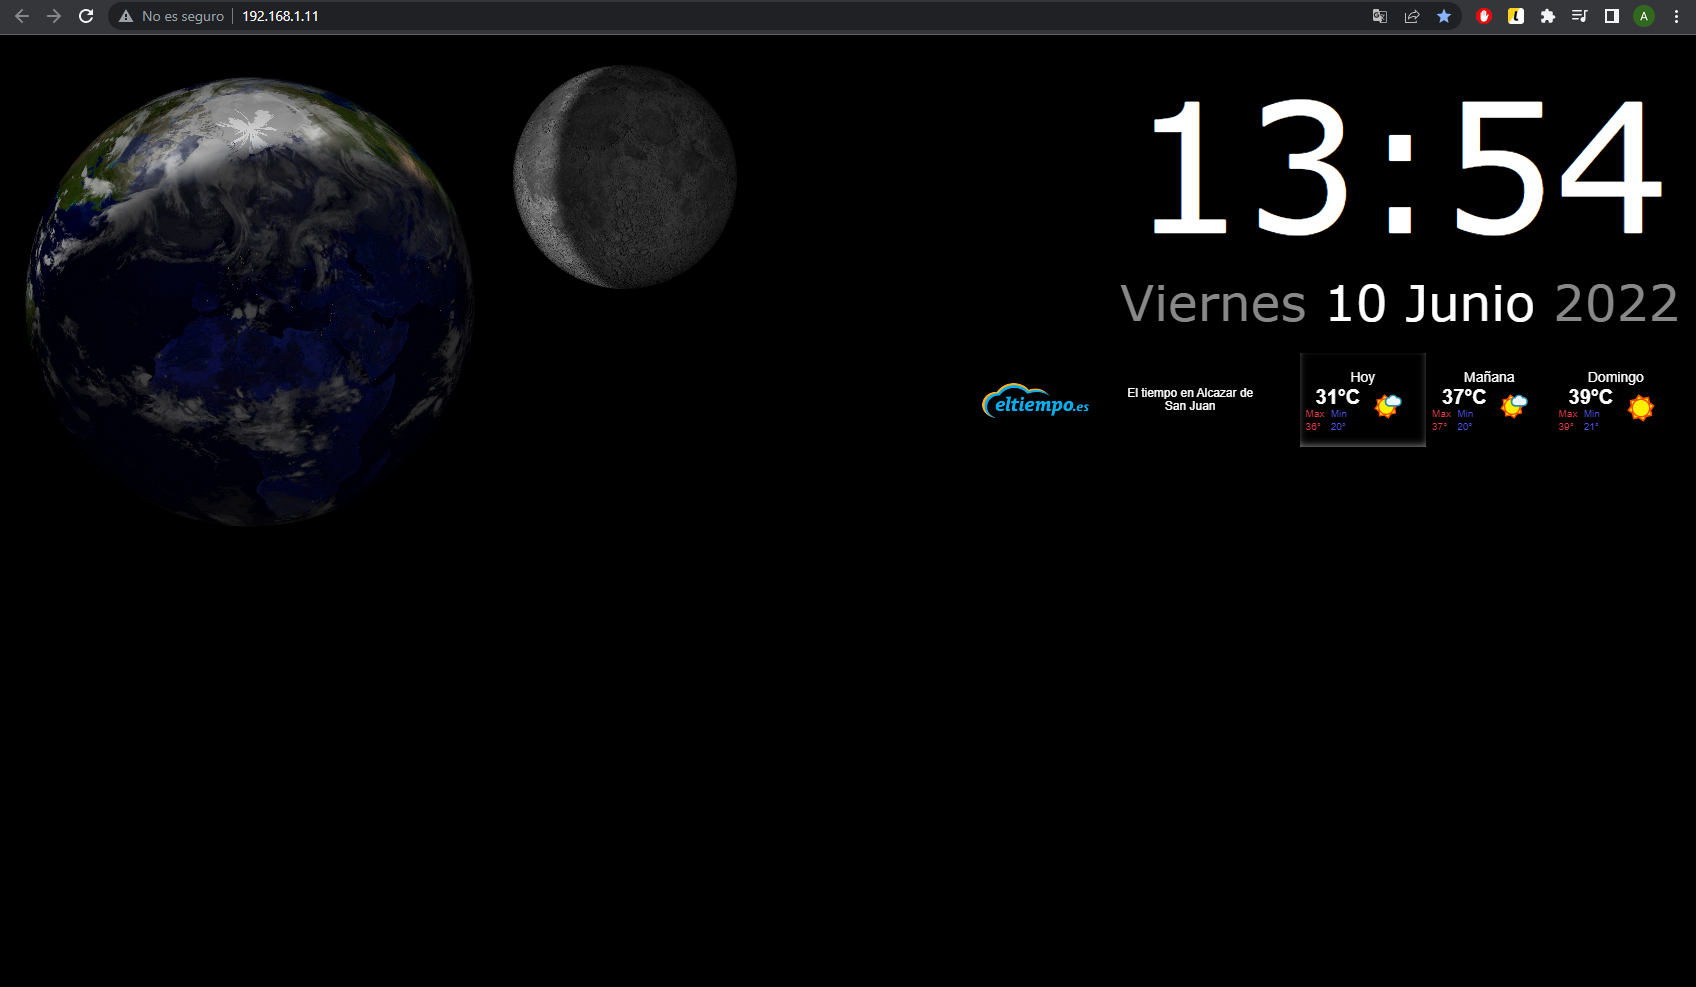 No es seguro 192.168.1.11
A
13:54
Viernes 10 Junio 2022
eltiempo.es
El tiempo en Alcazar de
San Juan
Hoy
31°C
Max Min
36° 20°
Mañana
37°C
Max Min
37° 20°
Domingo
39°C
Max Min
39° 21°